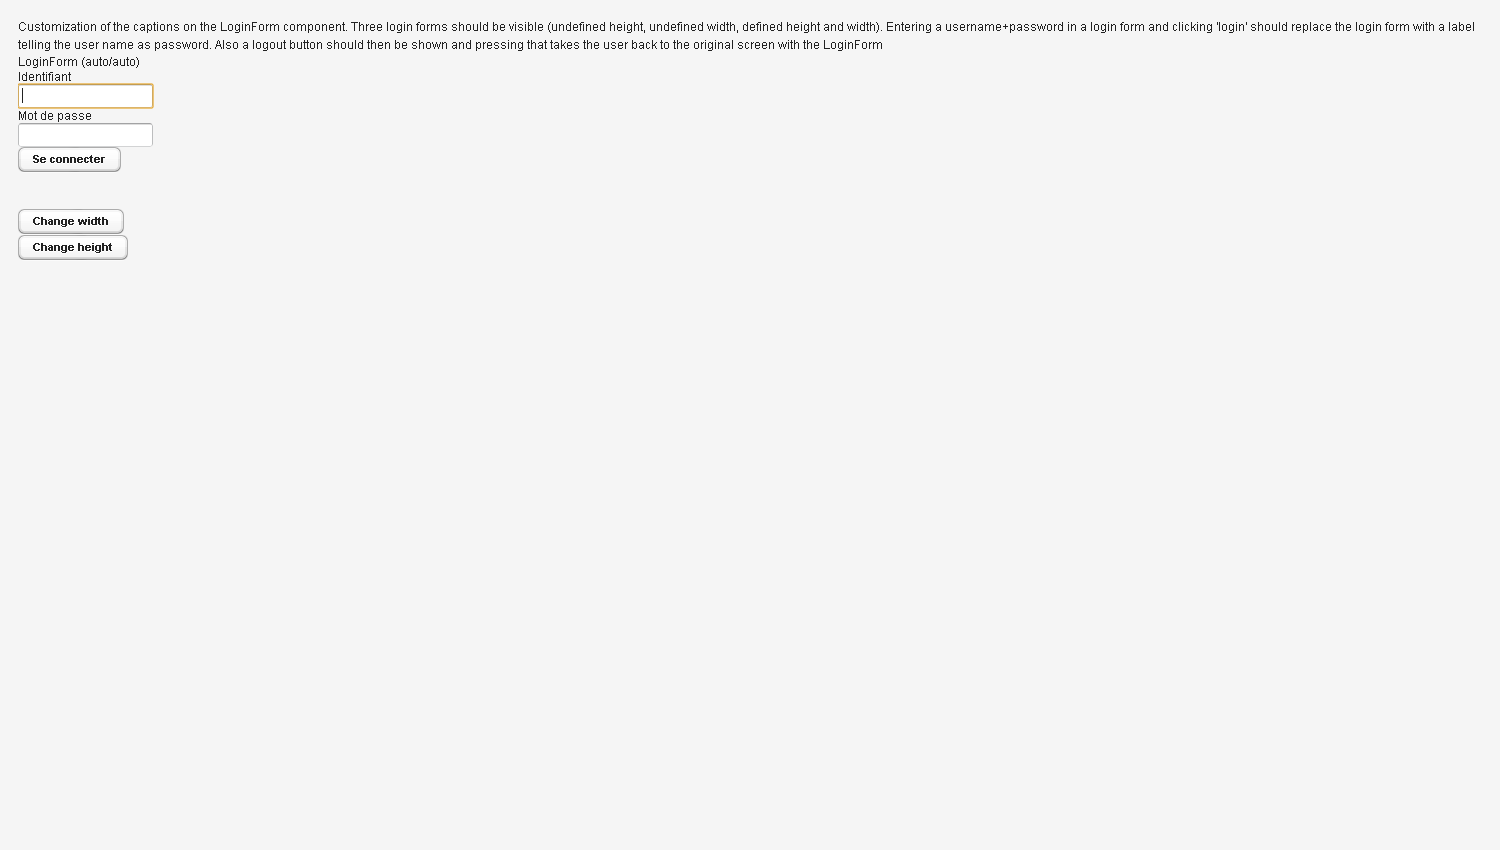 Customization of the captions on the LoginForm component. Three login forms should be visible (undefined height, undefined width, defined height and width). Entering a username+password in a login form and clicking 'login' should replace the login form with a label
telling the user name as password. Also a logout button should then be shown and pressing that takes the user back to the original screen with the LoginForm
LoginForm (auto/auto)
Identifiant
Mot de passe
Se connecter
Change width
Change height